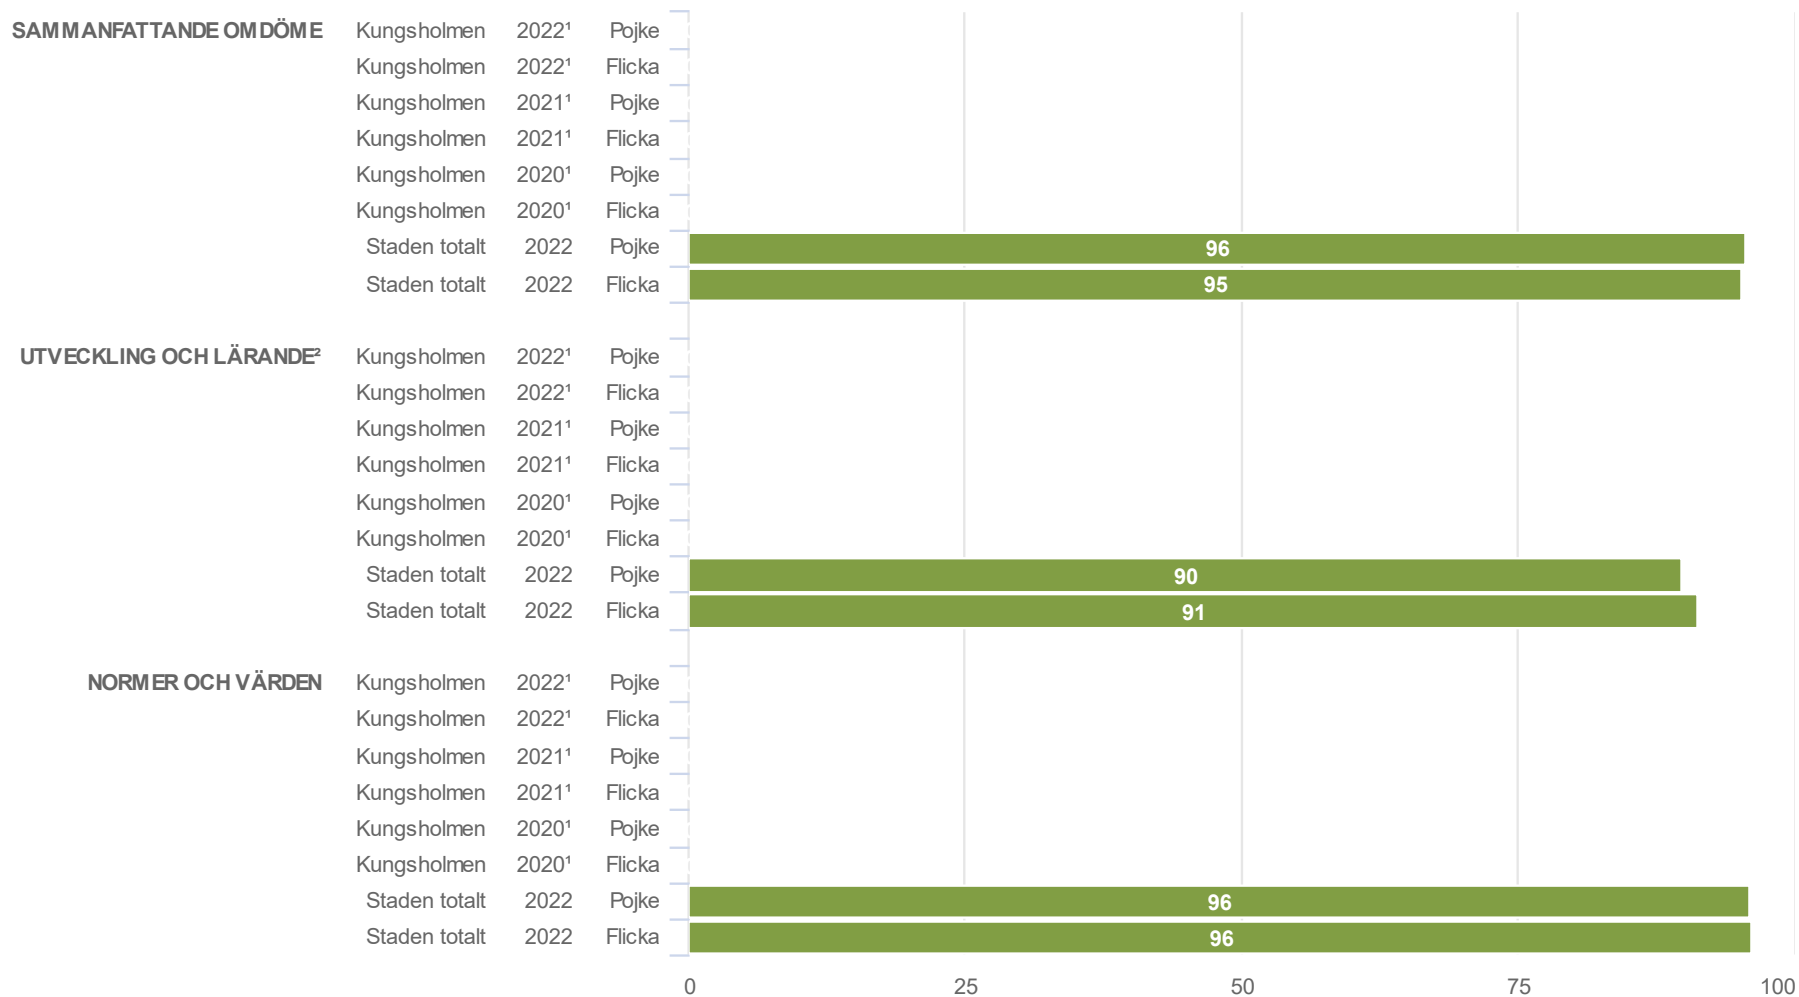 SAMMANFATTANDE OMDÖME Kungsholmen 2022¹ Pojke
Kungsholmen 2022¹ Flicka
Kungsholmen 2021¹ Pojke
Kungsholmen 2021¹ Flicka
Kungsholmen 2020¹ Pojke
Kungsholmen 2020¹ Flicka
Staden totalt 2022 Pojke 96
Staden totalt 2022 Flicka 95
UTVECKLING OCH LÄRANDE² Kungsholmen 2022¹ Pojke
Kungsholmen 2022¹ Flicka
Kungsholmen 2021¹ Pojke
Kungsholmen 2021¹ Flicka
Kungsholmen 2020¹ Pojke
Kungsholmen 2020¹ Flicka
Staden totalt 2022 Pojke 90
Staden totalt 2022 Flicka 91
NORMER OCH VÄRDEN Kungsholmen 2022¹ Pojke
Kungsholmen 2022¹ Flicka
Kungsholmen 2021¹ Pojke
Kungsholmen 2021¹ Flicka
Kungsholmen 2020¹ Pojke
Kungsholmen 2020¹ Flicka
Staden totalt 2022 Pojke 96
Staden totalt 2022 Flicka 96
0 25 50 75 100